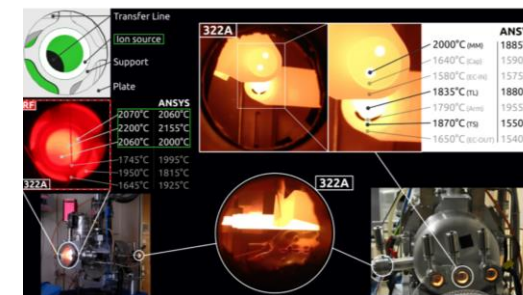 Transfer Line
Ion source
Support
Plate
RF
ANSYS
2070°C 2060°C
2200°C 2155°C
2060°C 2000°C
1745°C 1995°C
1950°C 1815°C
1645°C 1925°C
322A
322A
ANSY
2000°C (MM) 1885
1640°C (Cap) 1590
1580°C (EC-IN) 1575
1835°C (TL) 1880
1790°C (Arm) 1955
1870°C (TS) 1550
1650°C (EC-OUT) 1540
322A